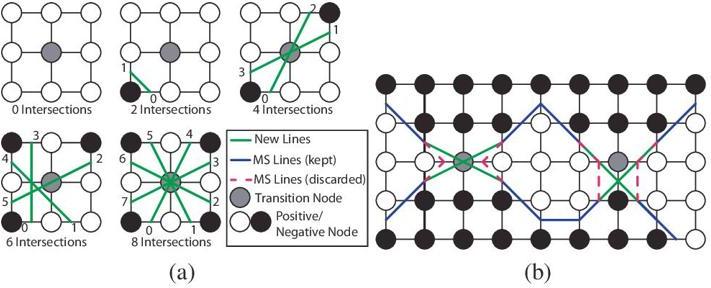 0 Intersections
1
0
2 Intersections
2
1
3
0
4 Intersections
3
4
2
5
0
1
6 Intersections
5
4
6
3
7
2
0
1
8 Intersections
New Lines
MS Lines (kept)
MS Lines (discarded)
Transition Node
Positive/
Negative Node
(a)
(b)